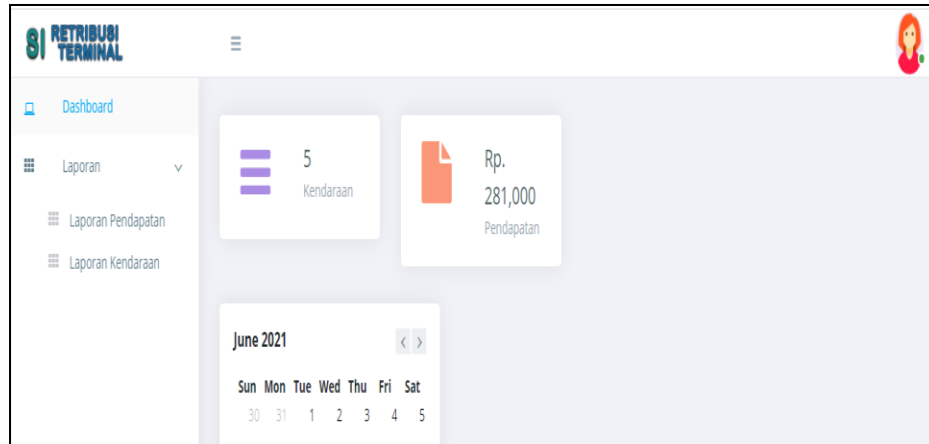 SI RETRIBUSI
TERMINAL
Dashboard
Laporan
Laporan Pendapatan
Laporan Kendaraan
5
Kendaraan
Rp.
281,000
Pendapatan
June 2021
Sun Mon Tue Wed Thu Fri Sat
30 31 1 2 3 4 5